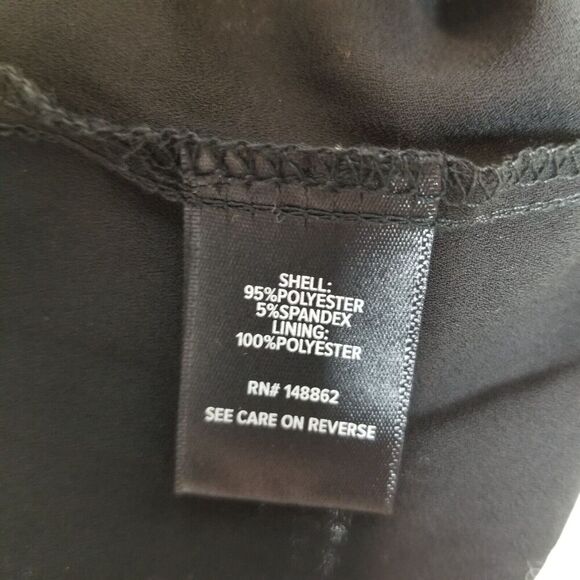 SHELL:
95%POLYESTER
5%SPANDEX
LINING:
100%POLYESTER
RN# 148862
SEE CARE ON REVERSE